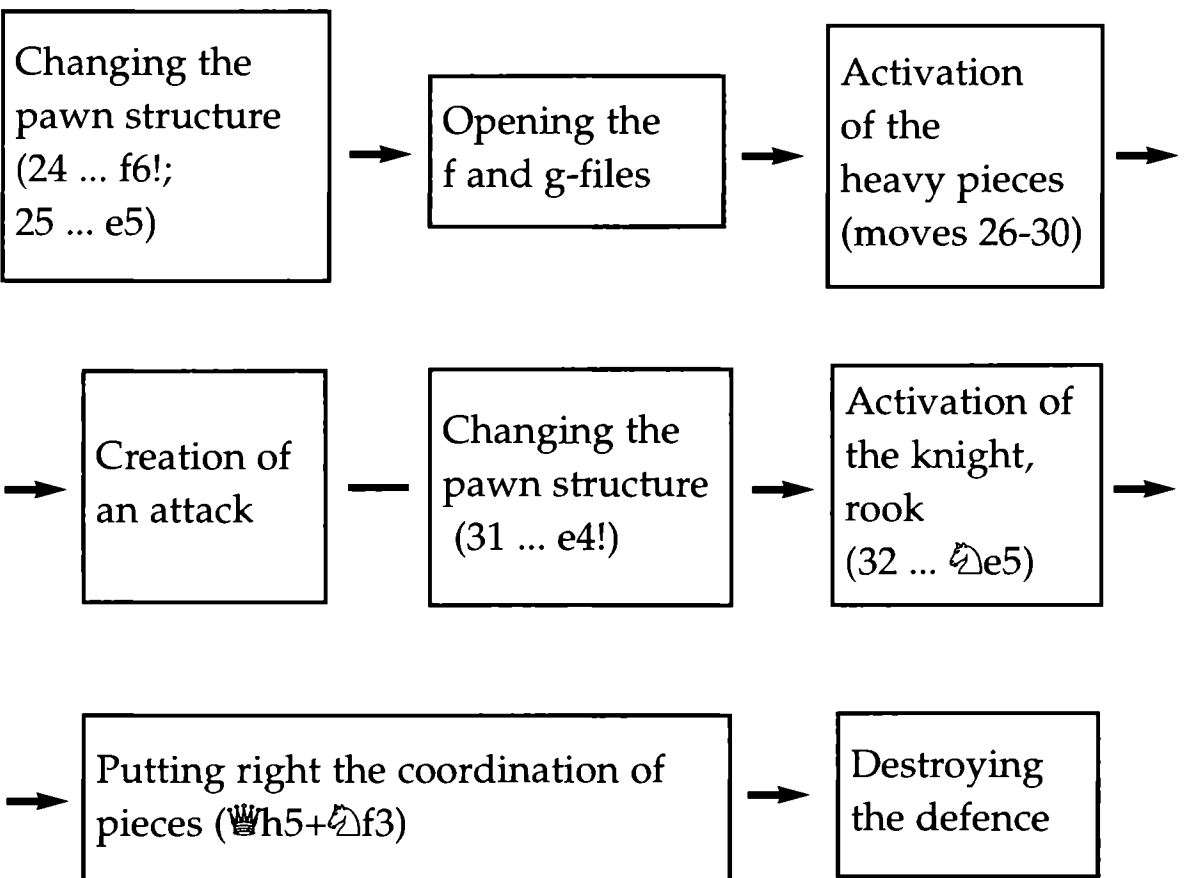 Changing the
pawn structure
(24 ... f6!;
25 ... e5)
Opening the
f and g-files
Activation
of the
heavy pieces
(moves 26-30)
Creation of
an attack
Changing the
pawn structure
(31 ... e4!)
Activation of
the knight,
rook
(32 ... ♘e5)
Putting right the coordination of
pieces (♛h5+♘f3)
Destroying
the defence